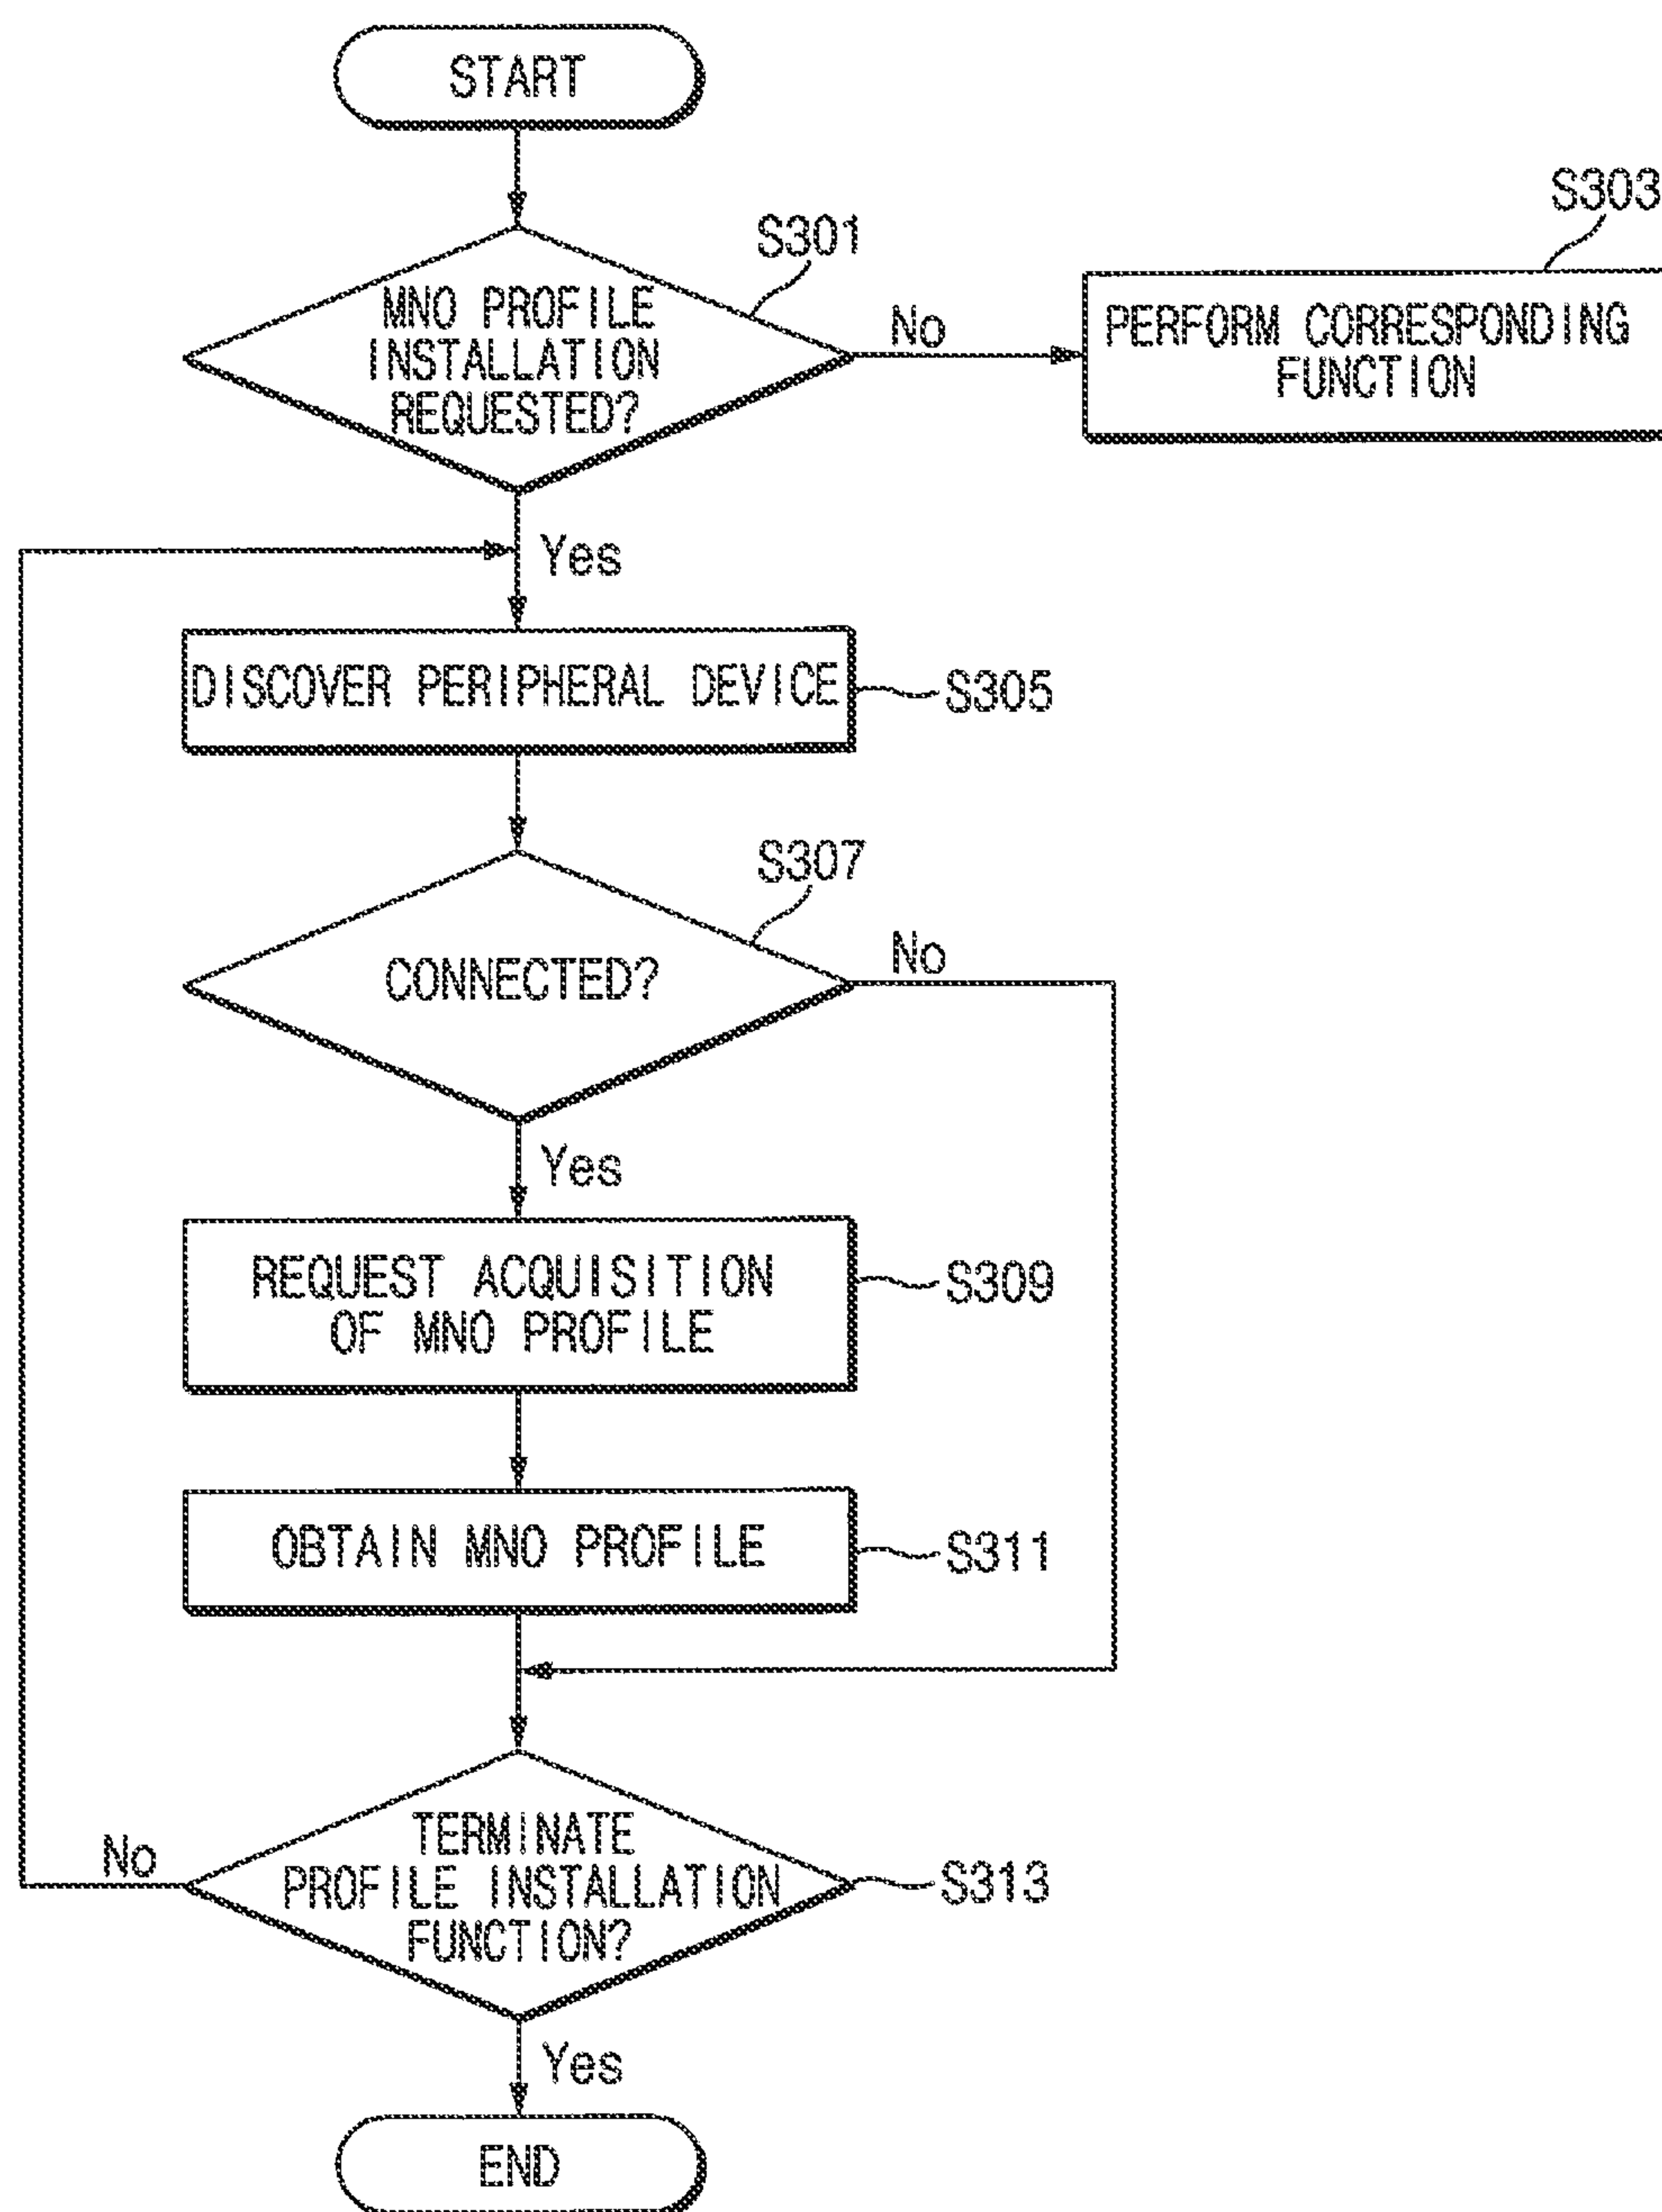 START
S301
S303
MNO PROFILE
INSTALLATION
REQUESTED?
No
PERFORM CORRESPONDING
FUNCTION
Yes
DISCOVER PERIPHERAL DEVICE
S305
S307
CONNECTED?
No
Yes
REQUEST ACQUISITION
OF MNO PROFILE
S309
OBTAIN MNO PROFILE
S311
TERMINATE
PROFILE INSTALLATION
FUNCTION?
No
S313
Yes
END